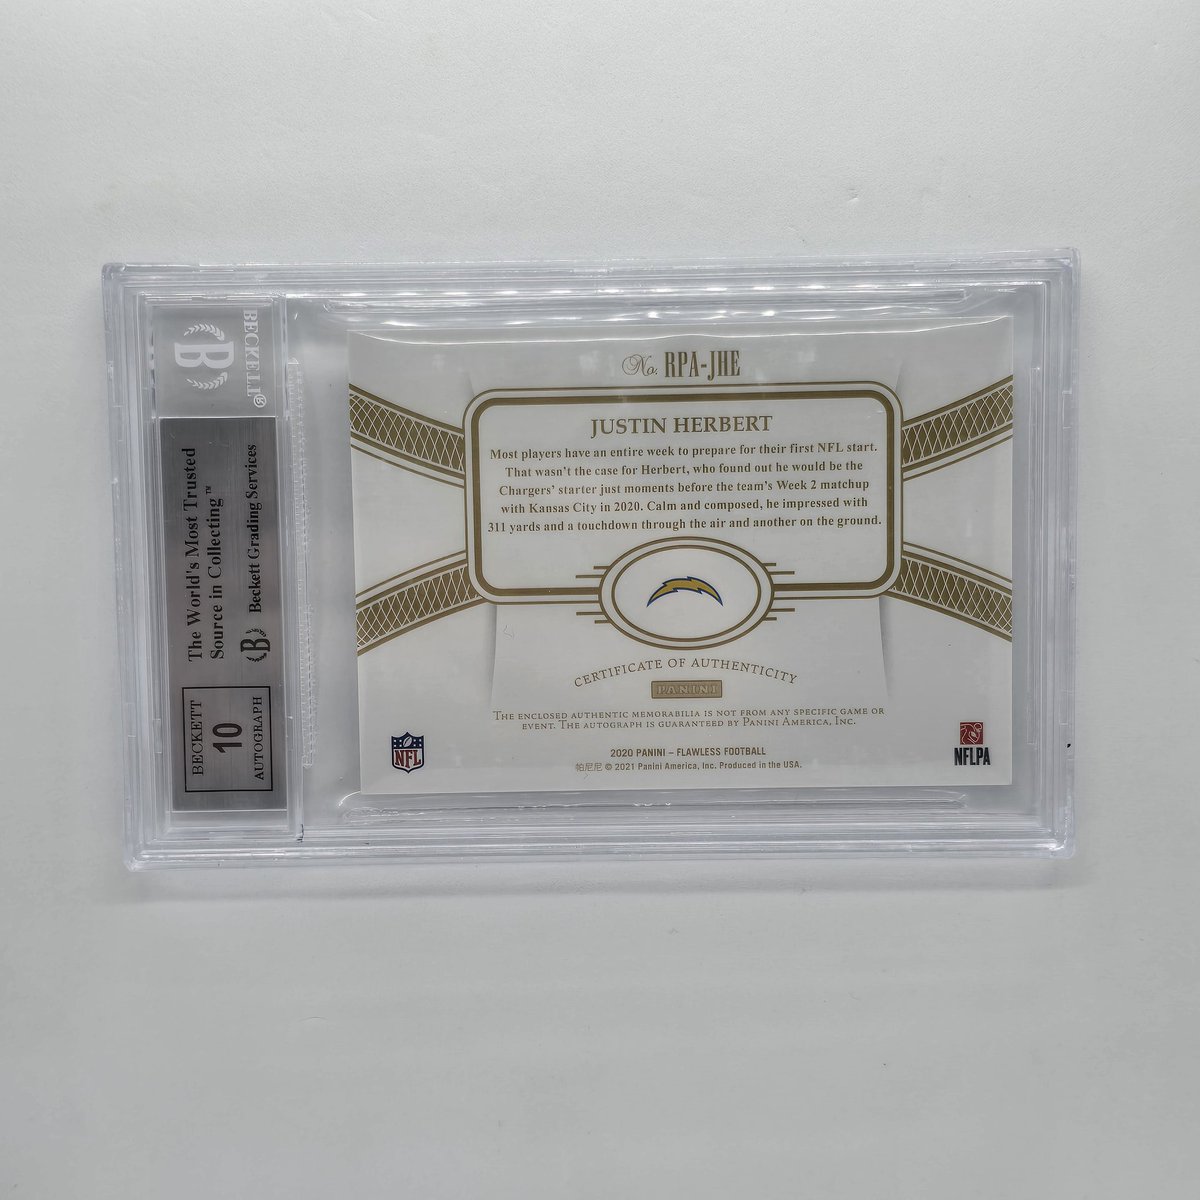 BECKETT®
B
The World's Most Trusted
Source in Collecting™
B Beckett Grading Services
BECKETT
10
AUTOGRAPH
No. RPA-JHE
JUSTIN HERBERT
Most players have an entire week to prepare for their first NFL start.
That wasn't the case for Herbert, who found out he would be the
Chargers' starter just moments before the team's Week 2 matchup
with Kansas City in 2020. Calm and composed, he impressed with
311 yards and a touchdown through the air and another on the ground.
CERTIFICATE OF AUTHENTICITY
PANINI
THE ENCLOSED AUTHENTIC MEMORABILIA IS NOT FROM ANY SPECIFIC GAME OR
EVENT. THE AUTOGRAPH IS GUARANTEED BY PANINI AMERICA, INC.
2020 PANINI – FLAWLESS FOOTBALL
帕尼尼 © 2021 Panini America, Inc. Produced in the USA.
NFL
NFLPA